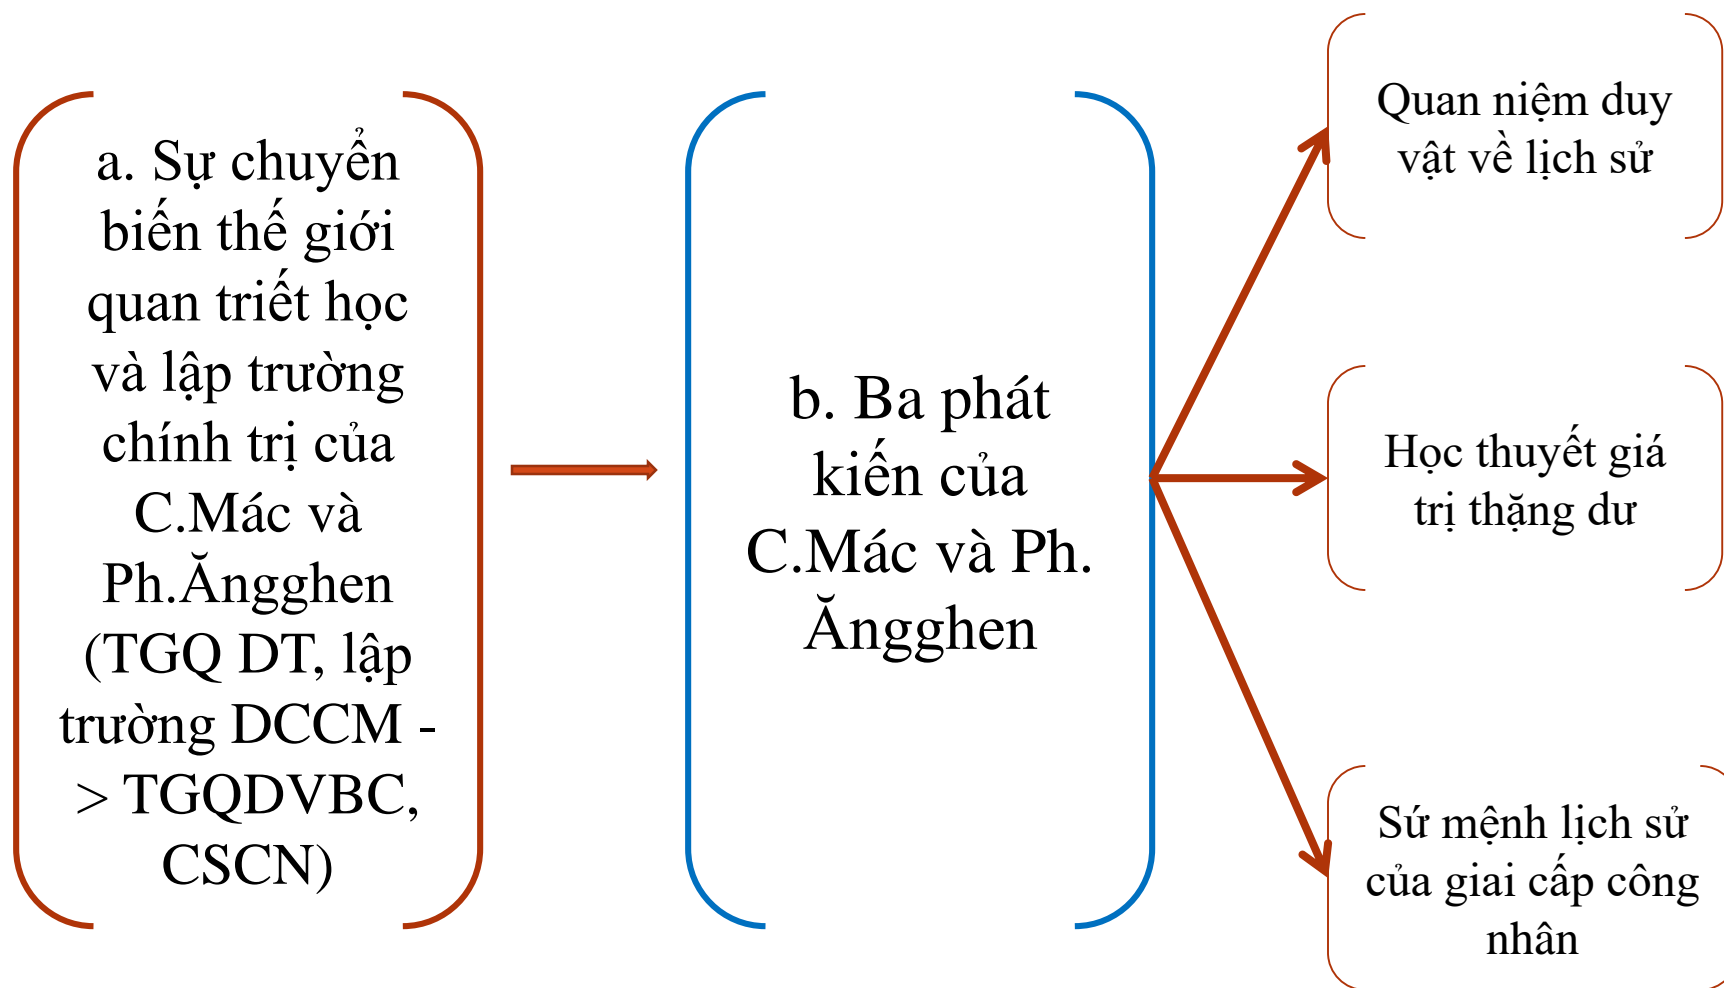 a. Sự chuyển
biến thế giới
quan triết học
và lập trường
chính trị của
C.Mác và
Ph.Ăngghen
(TGQ DT, lập
trường DCCM -
> TGQDVBC,
CSCN)
b. Ba phát
kiến của
C.Mác và Ph.
Ăngghen
Quan niệm duy
vật về lịch sử
Học thuyết giá
trị thặng dư
Sứ mệnh lịch sử
của giai cấp công
nhân